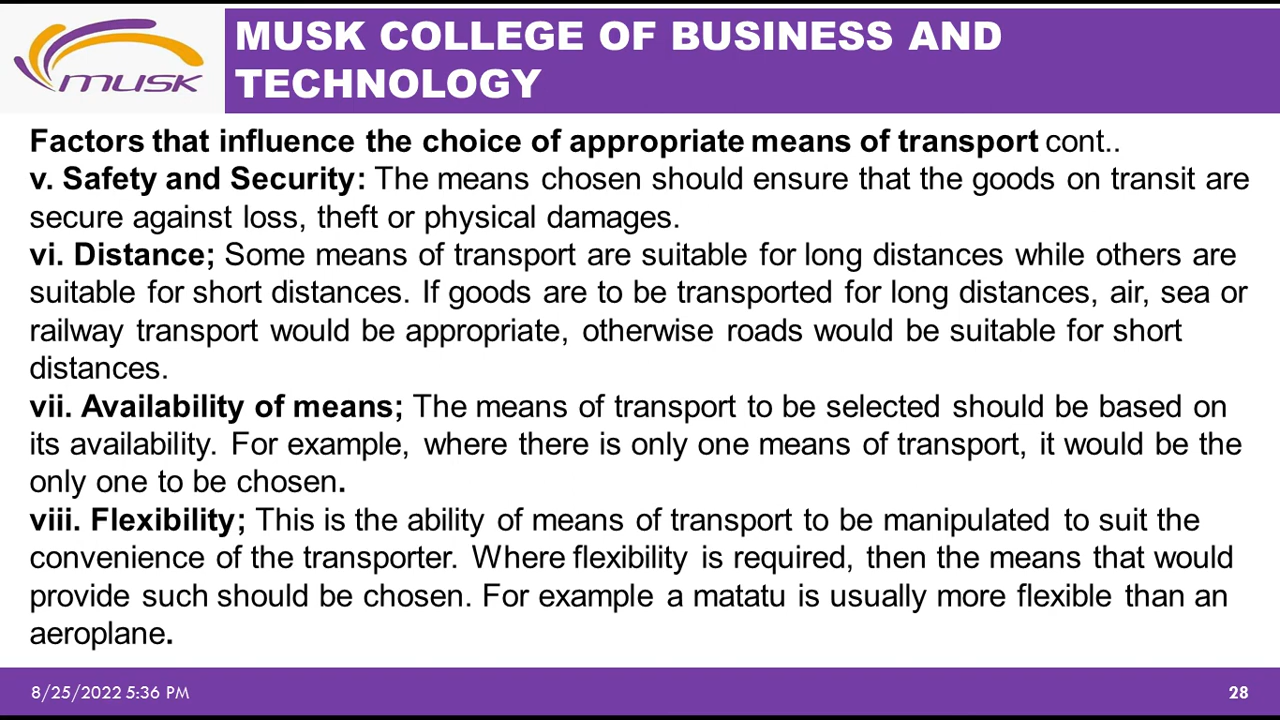 musk
MUSK COLLEGE OF BUSINESS AND
TECHNOLOGY
Factors that influence the choice of appropriate means of transport cont..
v. Safety and Security: The means chosen should ensure that the goods on transit are
secure against loss, theft or physical damages.
vi. Distance; Some means of transport are suitable for long distances while others are
suitable for short distances. If goods are to be transported for long distances, air, sea or
railway transport would be appropriate, otherwise roads would be suitable for short
distances.
vii. Availability of means; The means of transport to be selected should be based on
its availability. For example, where there is only one means of transport, it would be the
only one to be chosen.
viii. Flexibility; This is the ability of means of transport to be manipulated to suit the
convenience of the transporter. Where flexibility is required, then the means that would
provide such should be chosen. For example a matatu is usually more flexible than an
aeroplane.
8/25/2022 5:36 PM
28